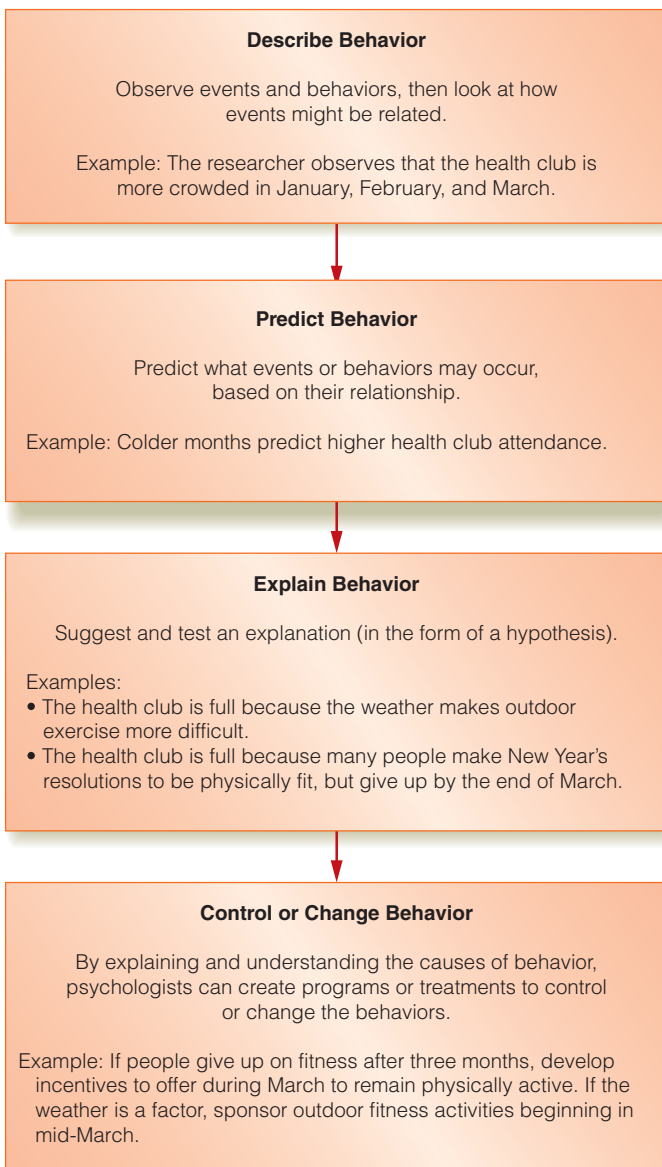 Describe Behavior
Observe events and behaviors, then look at how
events might be related.
Example: The researcher observes that the health club is
more crowded in January, February, and March.
Predict Behavior
Predict what events or behaviors may occur,
based on their relationship.
Example: Colder months predict higher health club attendance.
Explain Behavior
Suggest and test an explanation (in the form of a hypothesis).
Examples:
• The health club is full because the weather makes outdoor
exercise more difficult.
• The health club is full because many people make New Year’s
resolutions to be physically fit, but give up by the end of March.
Control or Change Behavior
By explaining and understanding the causes of behavior,
psychologists can create programs or treatments to control
or change the behaviors.
Example: If people give up on fitness after three months, develop
incentives to offer during March to remain physically active. If the
weather is a factor, sponsor outdoor fitness activities beginning in
mid-March.